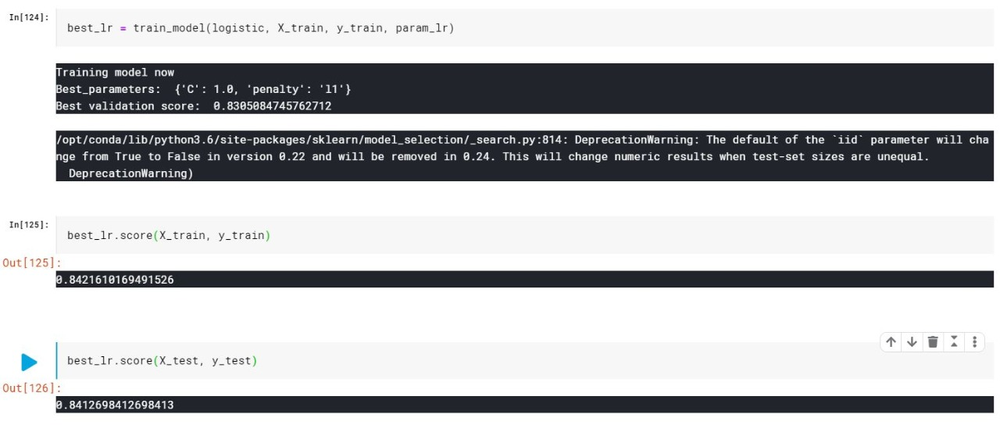 In[124]:
best_lr = train_model(logistic, X_train, y_train, param_lr)
Training model now
Best_parameters:  {'C': 1.0, 'penalty': 'l1'}
Best validation score:  0.8305084745762712
/opt/conda/lib/python3.6/site-packages/sklearn/model_selection/_search.py:814: DeprecationWarning: The default of the `iid` parameter will cha
nge from True to False in version 0.22 and will be removed in 0.24. This will change numeric results when test-set sizes are unequal.
  DeprecationWarning)
In[125]:
best_lr.score(X_train, y_train)
Out[125]:
0.8421610169491526
best_lr.score(X_test, y_test)
Out[126]:
0.8412698412698413